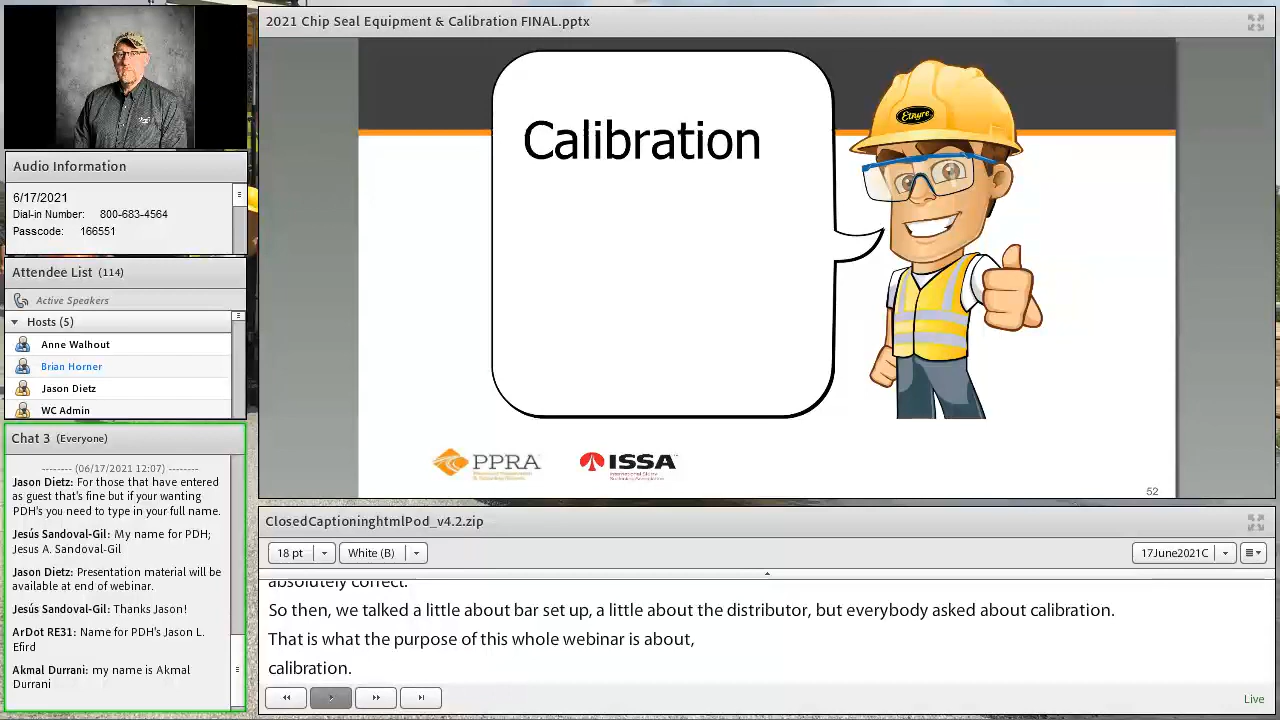 Audio Information
6/17/2021
Dial-in Number: 800-683-4564
Passcode: 166551
Attendee List (114)
Active Speakers
Hosts (5)
Anne Walhout
Brian Horner
Jason Dietz
WC Admin
Chat 3 (Everyone)
-------- (06/17/2021 12:07) --------
Jason Dietz: For those that have entered
as guest that's fine but if your wanting
PDH's you need to type in your full name.
Jesús Sandoval-Gil: My name for PDH;
Jesus A. Sandoval-Gil
Jason Dietz: Presentation material will be
available at end of webinar.
Jesús Sandoval-Gil: Thanks Jason!
ArDot RE31: Name for PDH's Jason L.
Efird
Akmal Durrani: my name is Akmal
Durrani
2021 Chip Seal Equipment & Calibration FINAL.pptx
Calibration
Etnyre
PPRA
ISSA
52
ClosedCaptioninghtmlPod_v4.2.zip
18 pt
White (B)
17June2021C
absolutely correct.
So then, we talked a little about bar set up, a little about the distributor, but everybody asked about calibration.
That is what the purpose of this whole webinar is about,
calibration.
Live